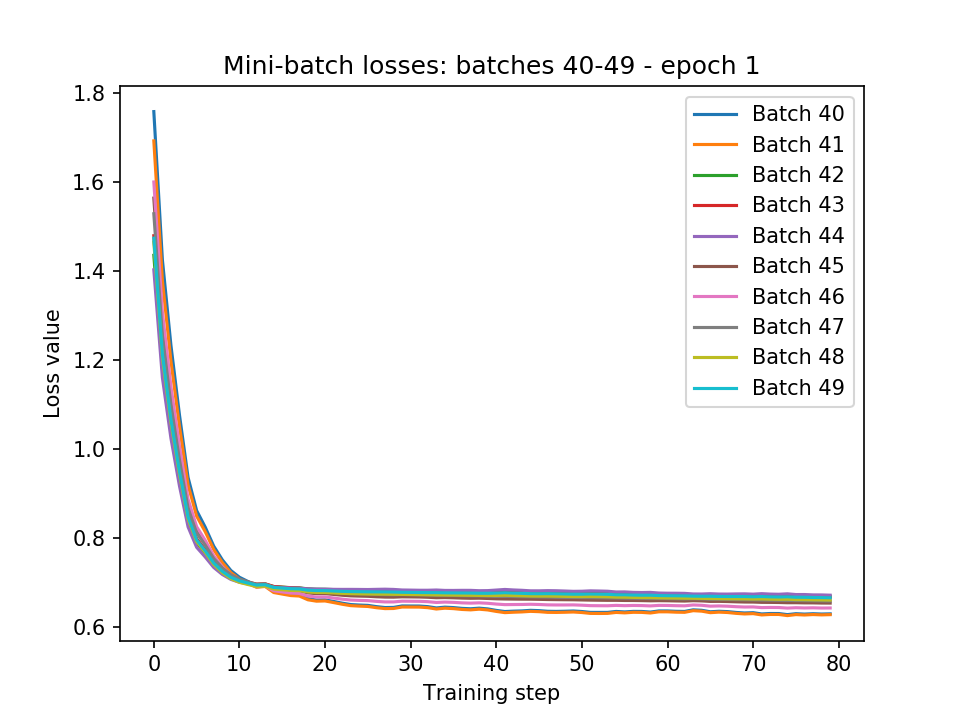 Mini-batch losses: batches 40-49 - epoch 1
1.8
1.6
1.4
1.2
1.0
0.8
0.6
Loss value
Batch 40
Batch 41
Batch 42
Batch 43
Batch 44
Batch 45
Batch 46
Batch 47
Batch 48
Batch 49
0 10 20 30 40 50 60 70 80
Training step